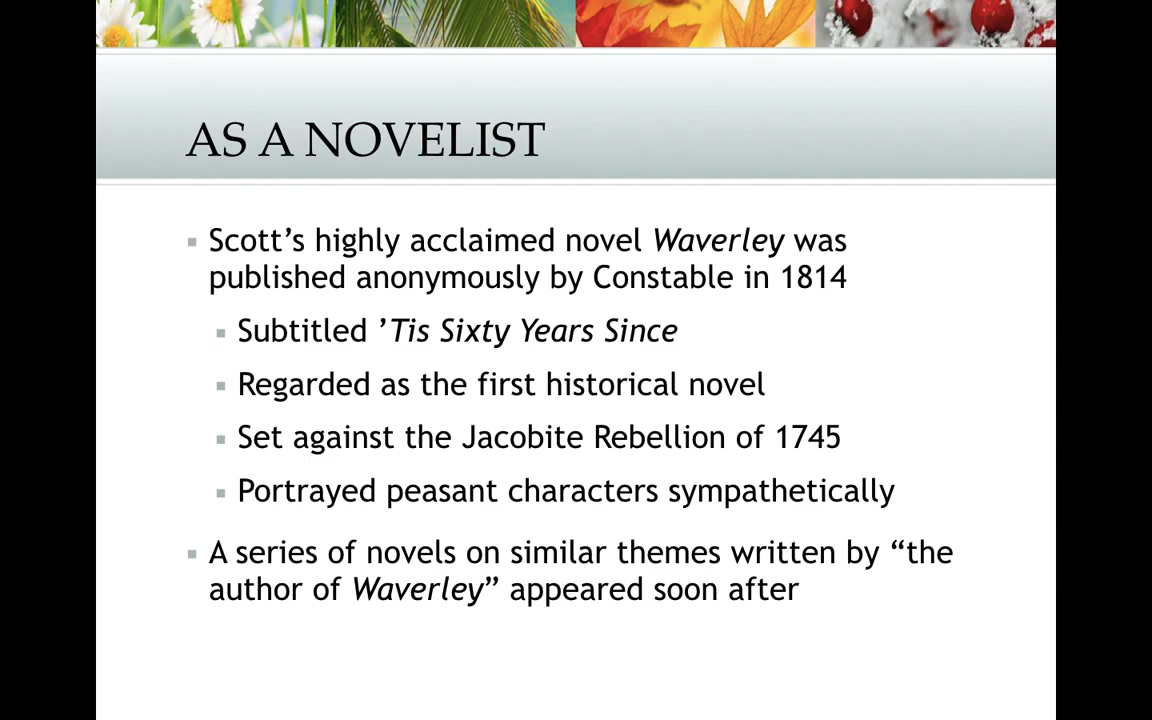 AS A NOVELIST
▪ Scott’s highly acclaimed novel Waverley was
published anonymously by Constable in 1814
▪ Subtitled ’Tis Sixty Years Since
▪ Regarded as the first historical novel
▪ Set against the Jacobite Rebellion of 1745
▪ Portrayed peasant characters sympathetically
▪ A series of novels on similar themes written by “the
author of Waverley” appeared soon after